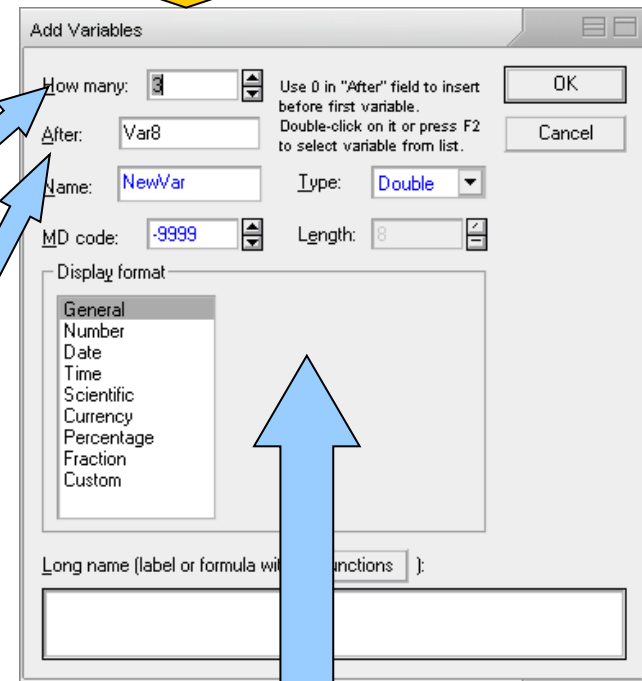 Add Variables
How many: 3
Use 0 in "After" field to insert
before first variable.
Double-click on it or press F2
to select variable from list.
OK
After: Var8
Cancel
Name: NewVar
Type: Double
MD code: -9999
Length: 8
Display format
General
Number
Date
Time
Scientific
Currency
Percentage
Fraction
Custom
Long name (label or formula wi unctions ):